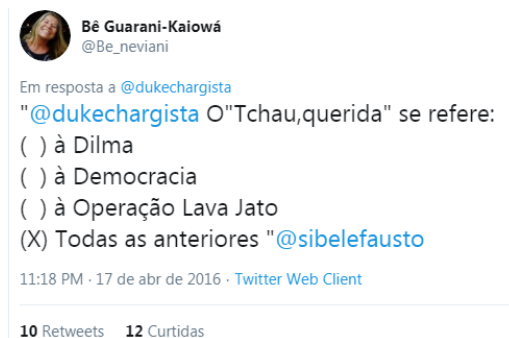 Bê Guarani-Kaiowá
@Be_neviani
Em resposta a @dukechargista
"@dukechargista O"Tchau,querida" se refere:
( ) à Dilma
( ) à Democracia
( ) à Operação Lava Jato
(X) Todas as anteriores "@sibelefausto
11:18 PM · 17 de abr de 2016 · Twitter Web Client
10 Retweets 12 Curtidas